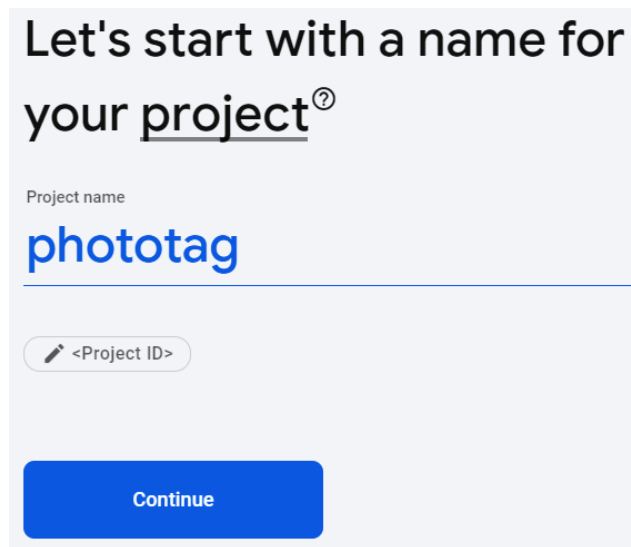 Let's start with a name for
your project
Project name
phototag
<Project ID>
Continue